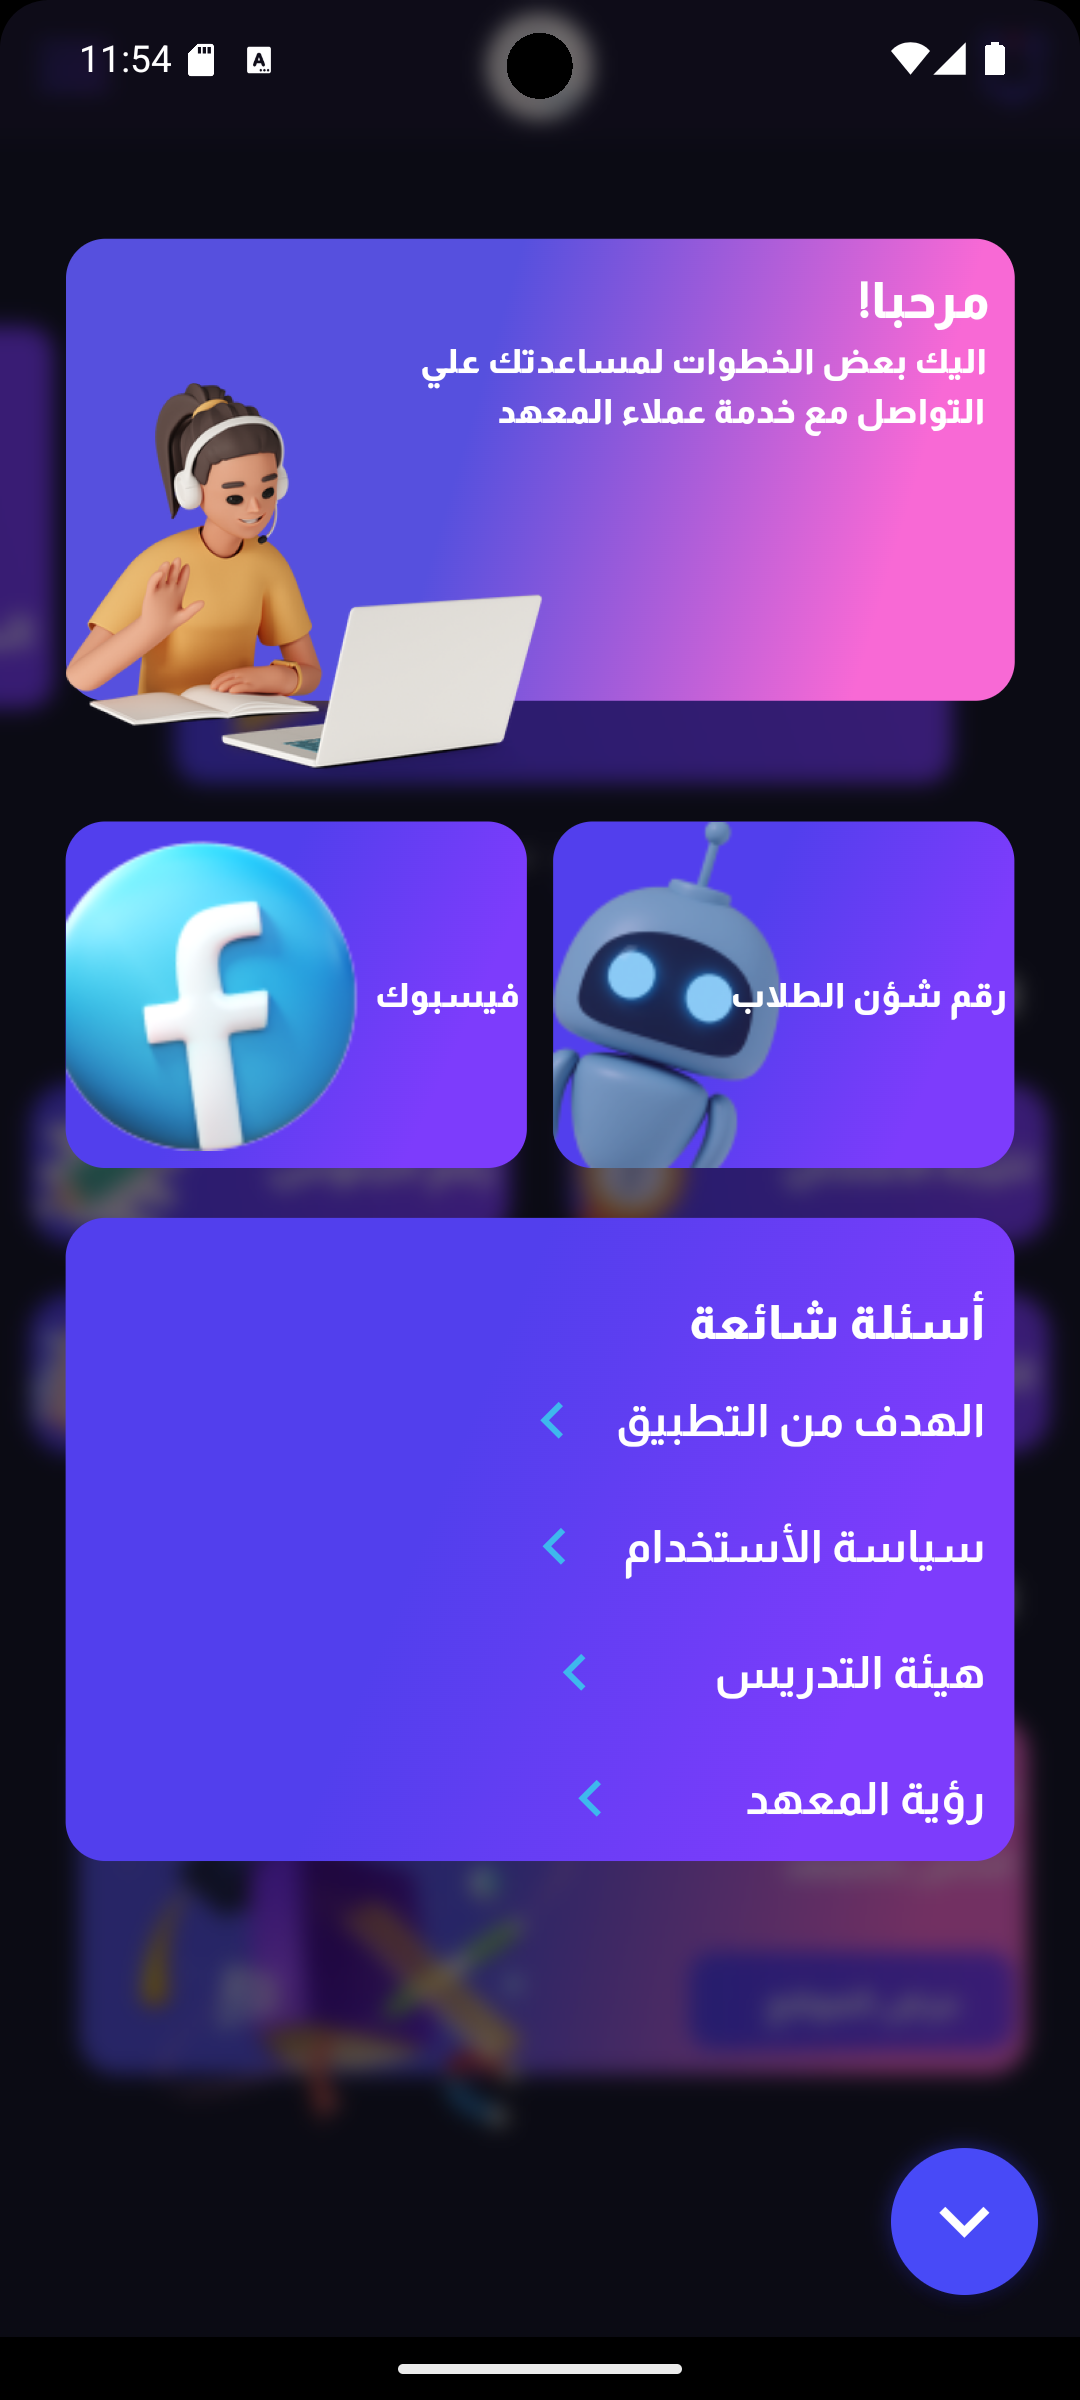 11:54
مرحبا!
اليك بعض الخطوات لمساعدتك علي
التواصل مع خدمة عملاء المعهد
رقم شؤن الطلاب
فيسبوك
أسئلة شائعة
الهدف من التطبيق
سياسة الأستخدام
هيئة التدريس
رؤية المعهد